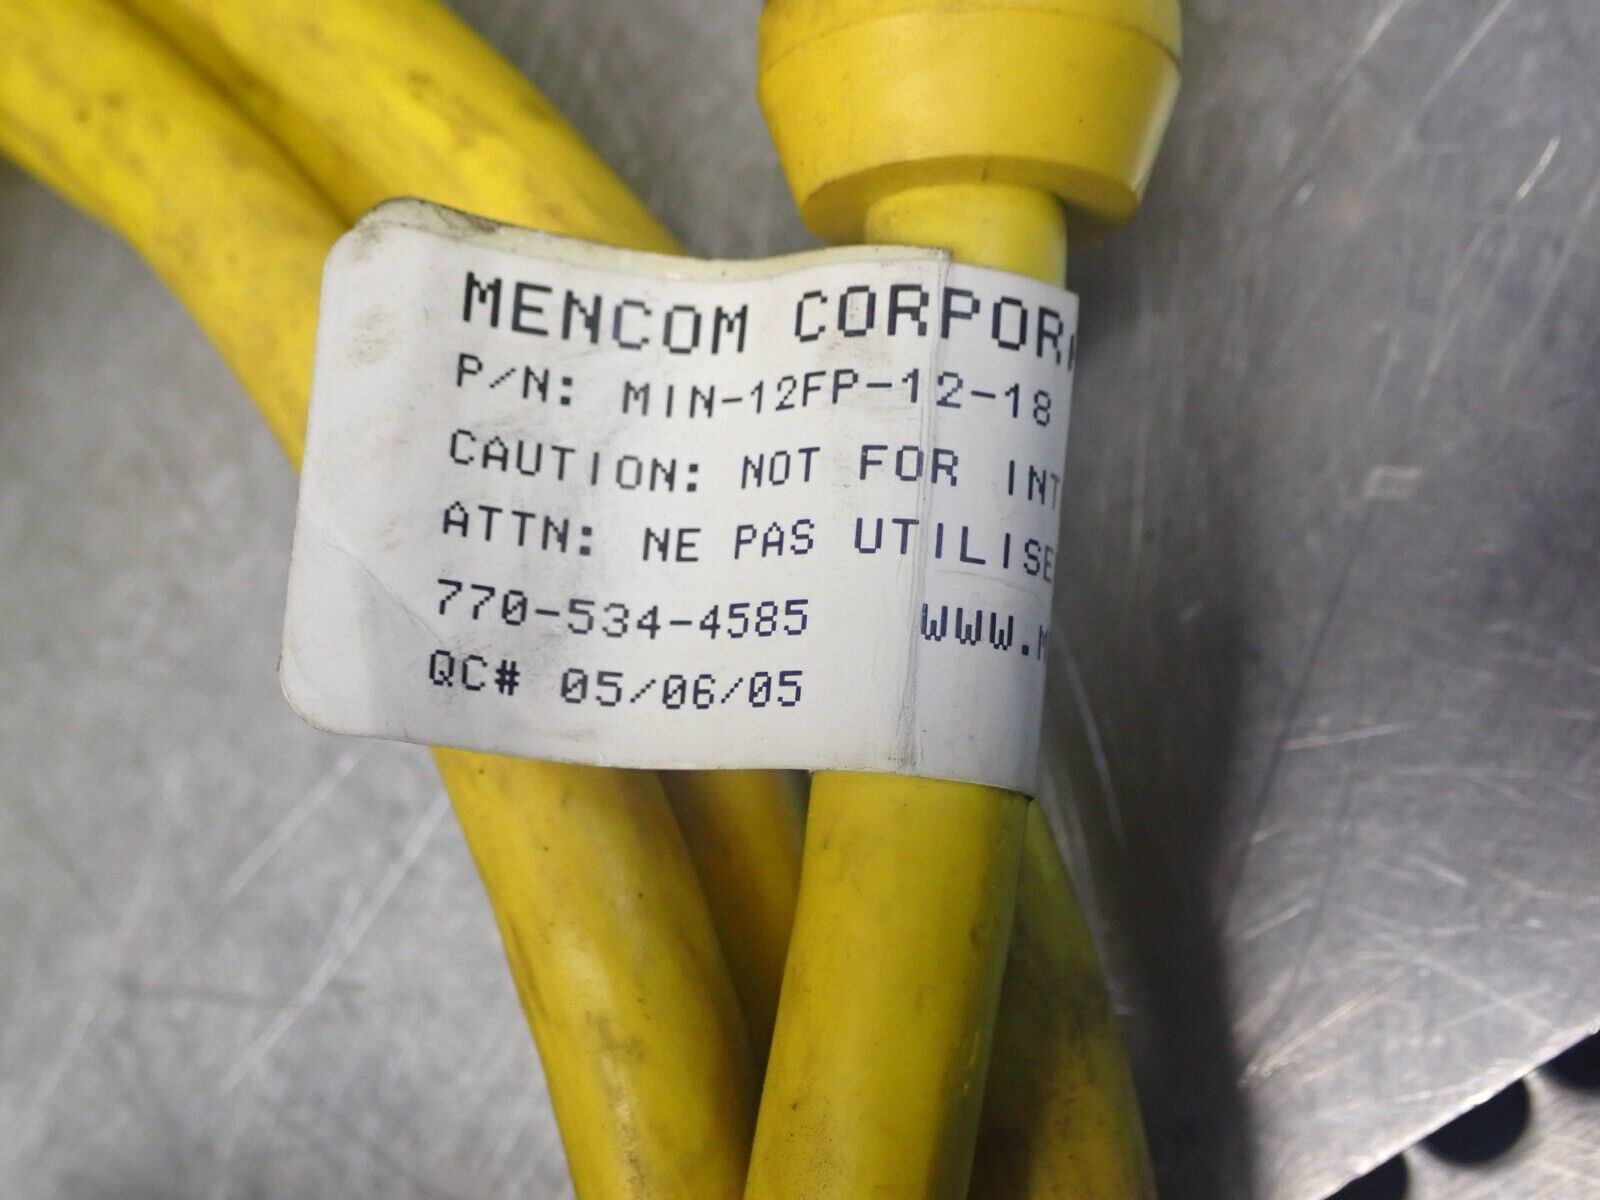 MENCOM CORPORA
P/N: MIN-12FP-12-18
CAUTION: NOT FOR INT
ATTN: NE PAS UTILISE
770-534-4585 WWW.M
QC# 05/06/05